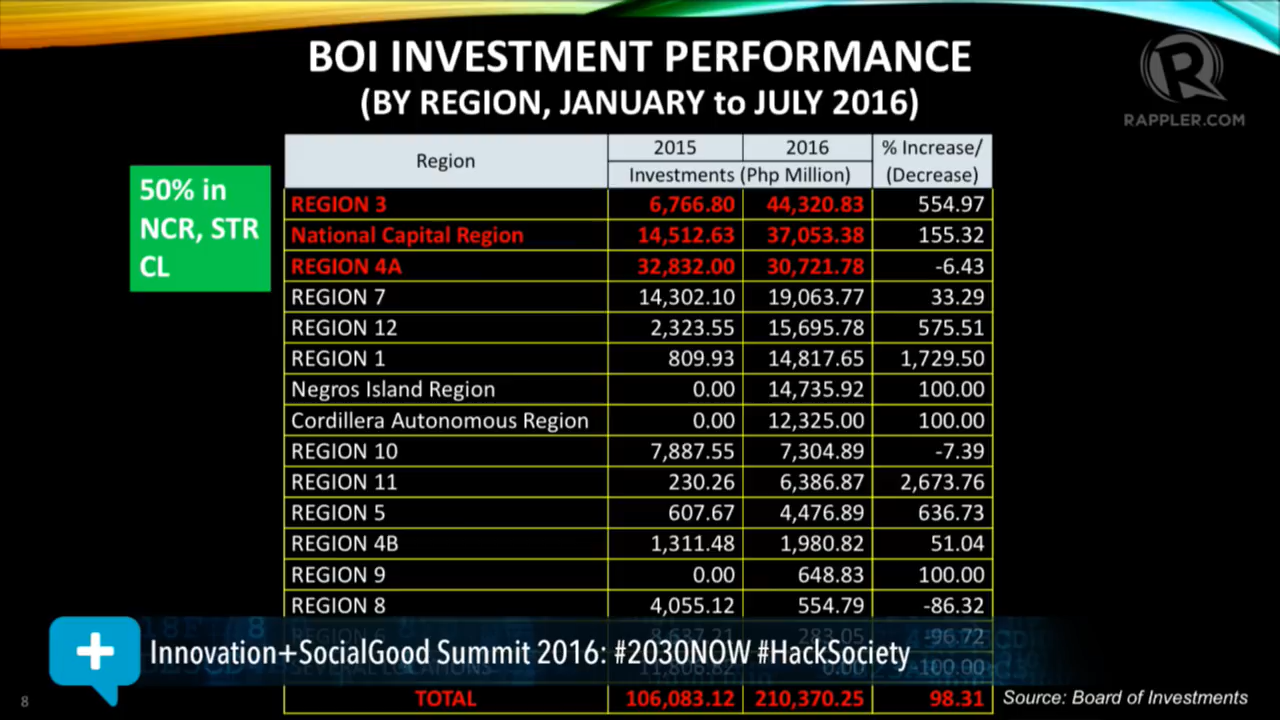 BOI INVESTMENT PERFORMANCE
(BY REGION, JANUARY to JULY 2016)
R
RAPPLER.COM
50% in
NCR, STR
CL
Region 2015 2016 % Increase/
Investments (Php Million) (Decrease)
REGION 3 6,766.80 44,320.83 554.97
National Capital Region 14,512.63 37,053.38 155.32
REGION 4A 32,832.00 30,721.78 -6.43
REGION 7 14,302.10 19,063.77 33.29
REGION 12 2,323.55 15,695.78 575.51
REGION 1 809.93 14,817.65 1,729.50
Negros Island Region 0.00 14,735.92 100.00
Cordillera Autonomous Region 0.00 12,325.00 100.00
REGION 10 7,887.55 7,304.89 -7.39
REGION 11 230.26 6,386.87 2,673.76
REGION 5 607.67 4,476.89 636.73
REGION 4B 1,311.48 1,980.82 51.04
REGION 9 0.00 648.83 100.00
REGION 8 4,055.12 554.79 -86.32
283.05 -96.72
0.00 -100.00
Innovation+SocialGood Summit 2016: #2030NOW #HackSociety
TOTAL 106,083.12 210,370.25 98.31
Source: Board of Investments
8